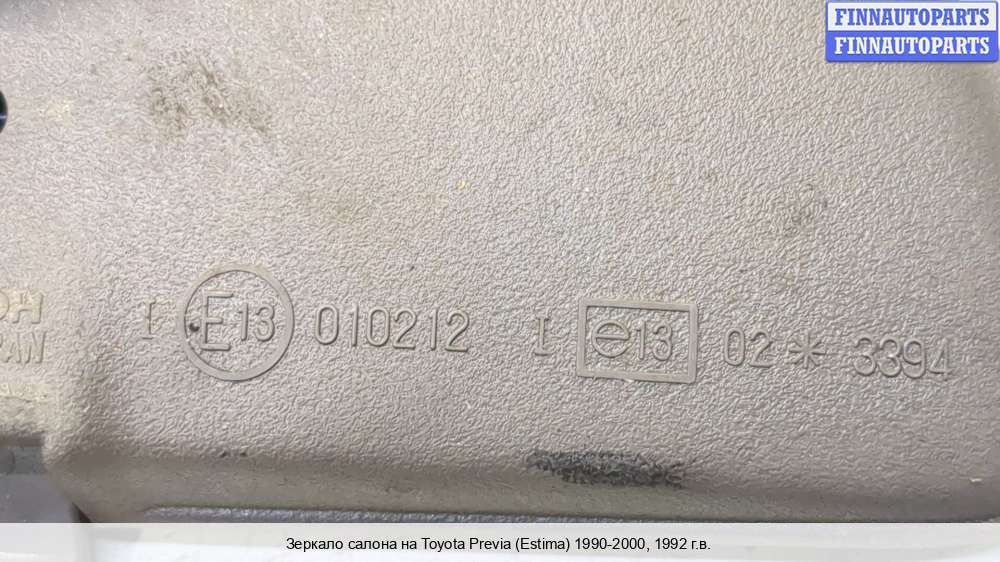 FINNAUTOPARTS
FINNAUTOPARTS
I E13 010212 I e13 02 * 3394
Зеркало салона на Toyota Previa (Estima) 1990-2000, 1992 г.в.